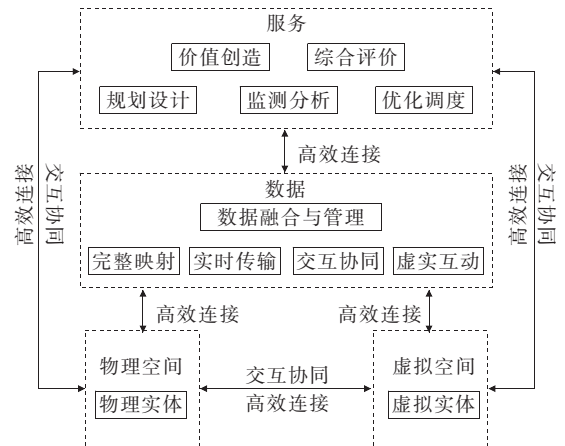 服务
价值创造 综合评价
规划设计 监测分析 优化调度
高效连接
交互协同
高效连接
高效连接
交互协同
数据
数据融合与管理
完整映射 实时传输 交互协同 虚实互动
高效连接 高效连接
物理空间 虚拟空间
交互协同
物理实体 高效连接 虚拟实体